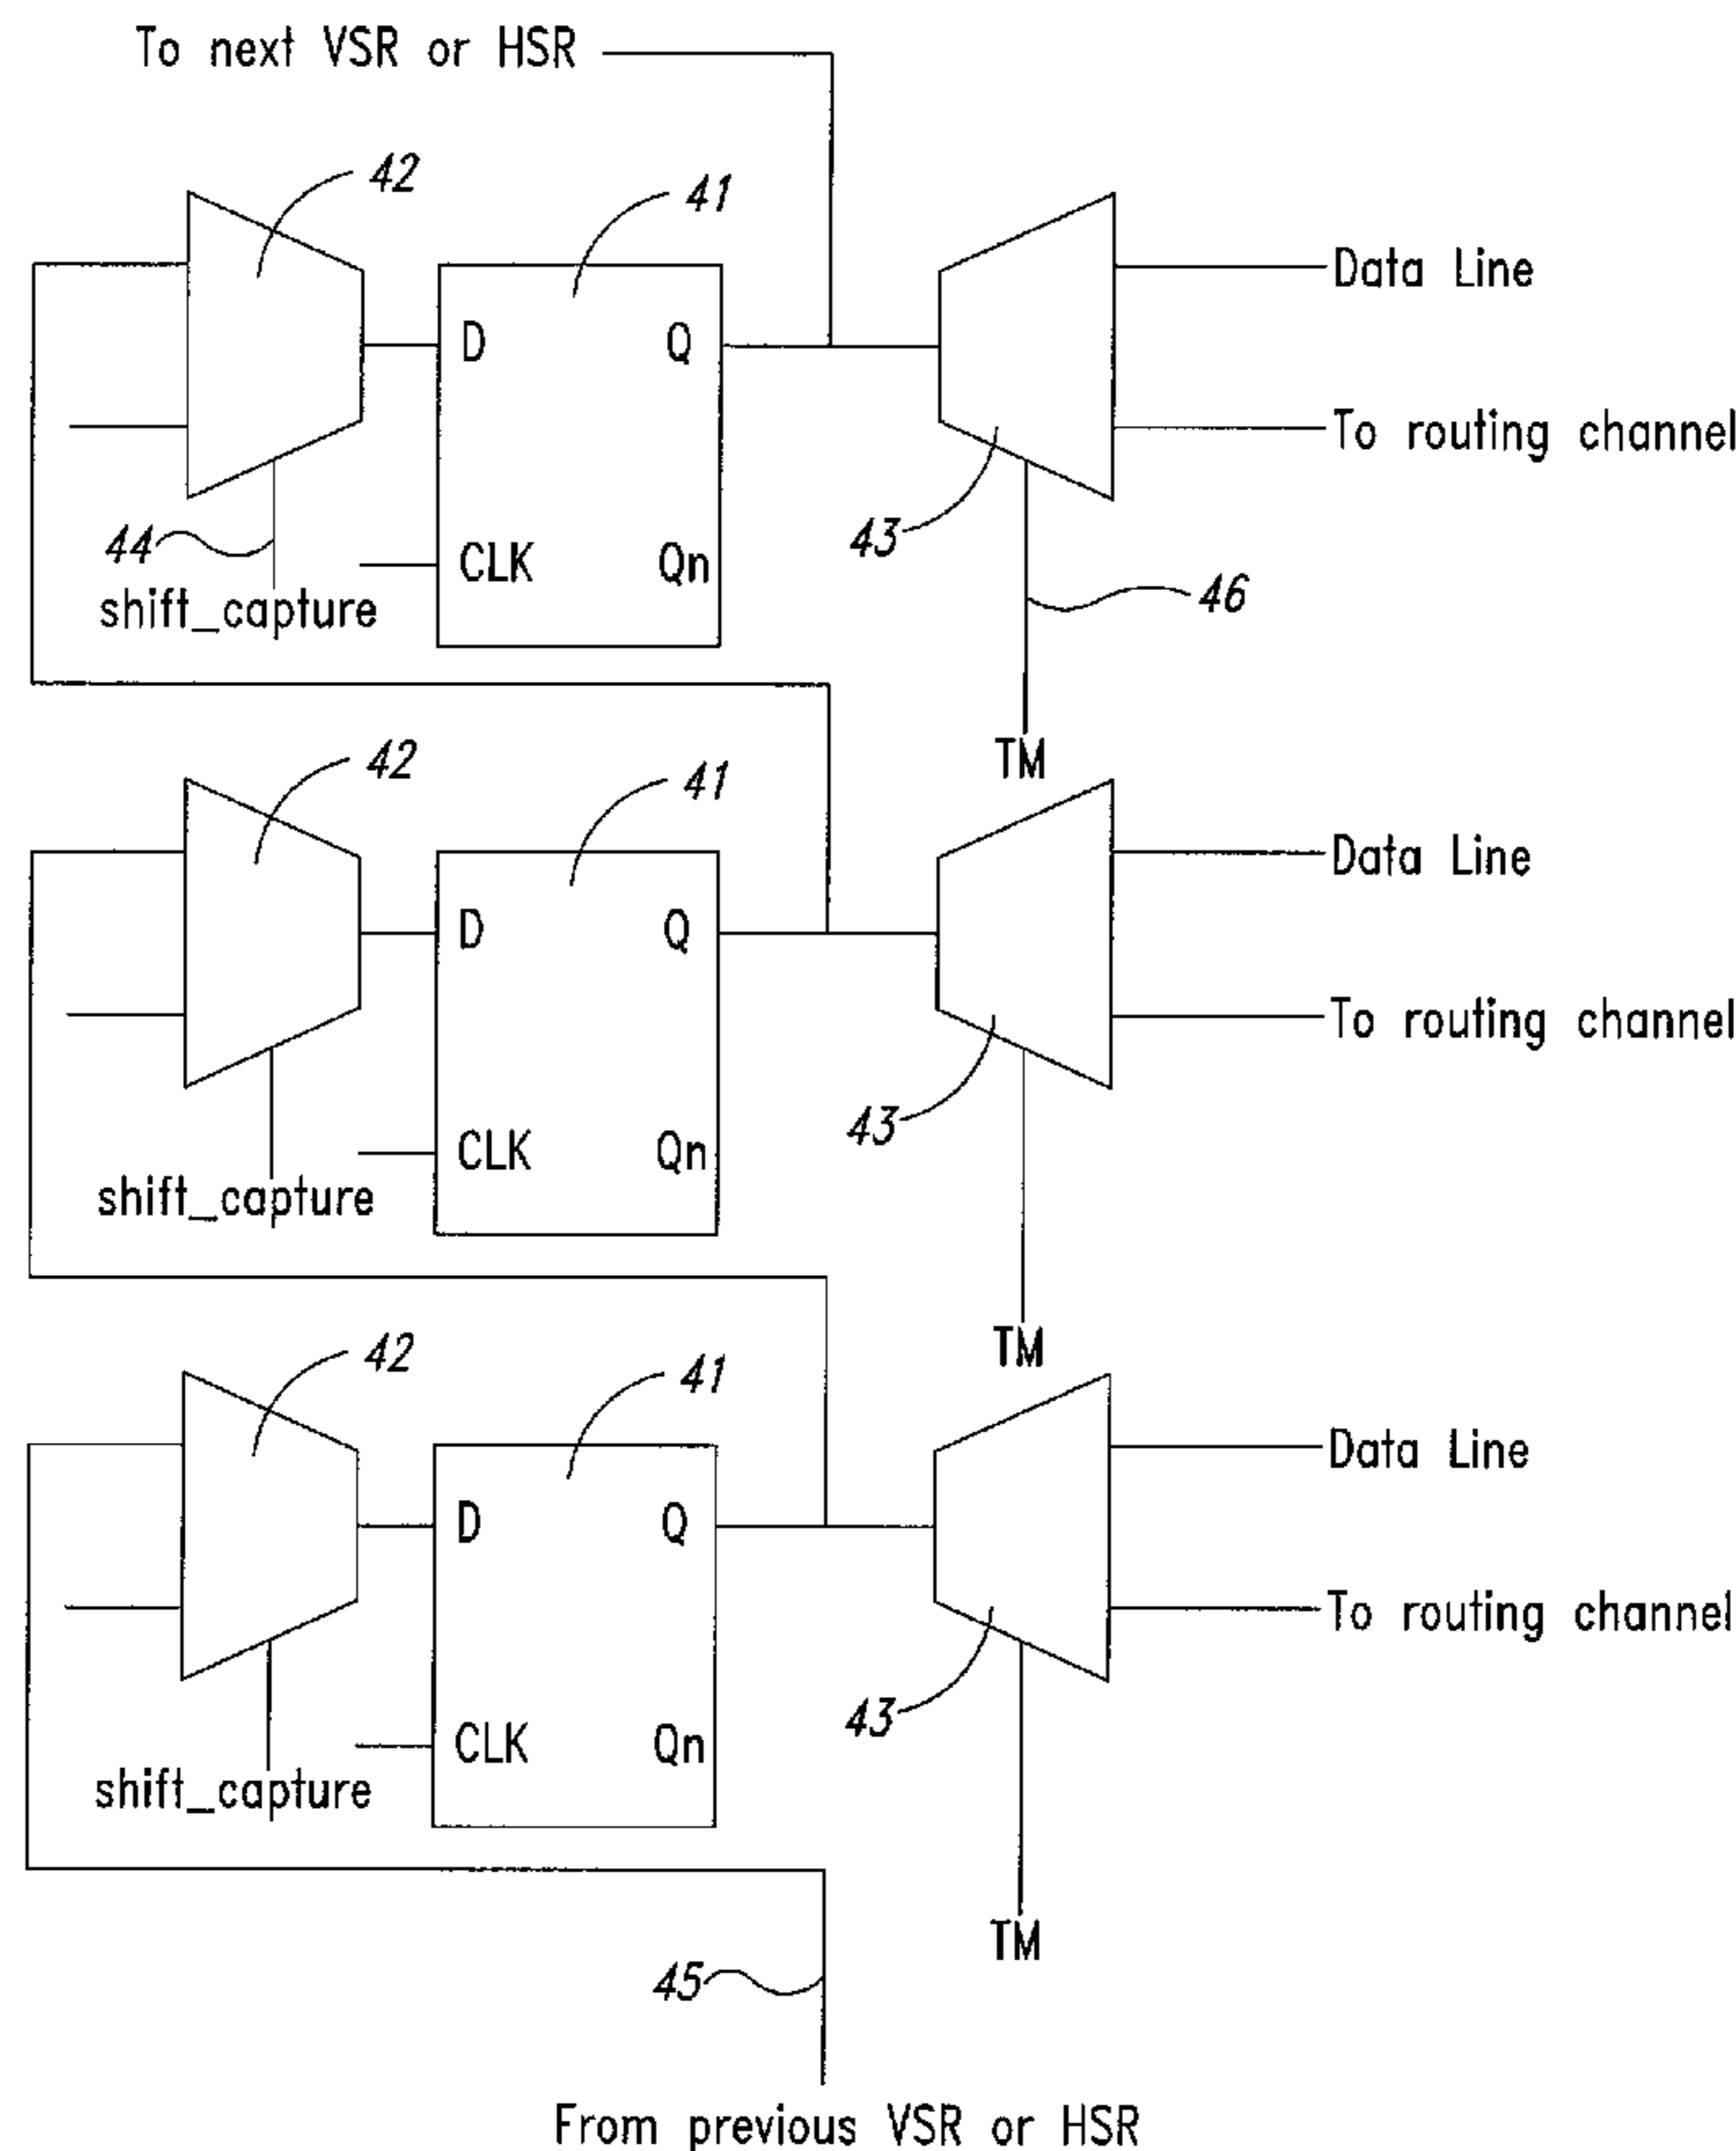 To next VSR or HSR
42
41
Data Line
D
Q
To routing channel
44
43
CLK
Qn
46
shift_capture
TM
42
41
Data Line
D
Q
To routing channel
43
CLK
Qn
shift_capture
TM
42
41
Data Line
D
Q
To routing channel
43
CLK
Qn
shift_capture
TM
45
From previous VSR or HSR